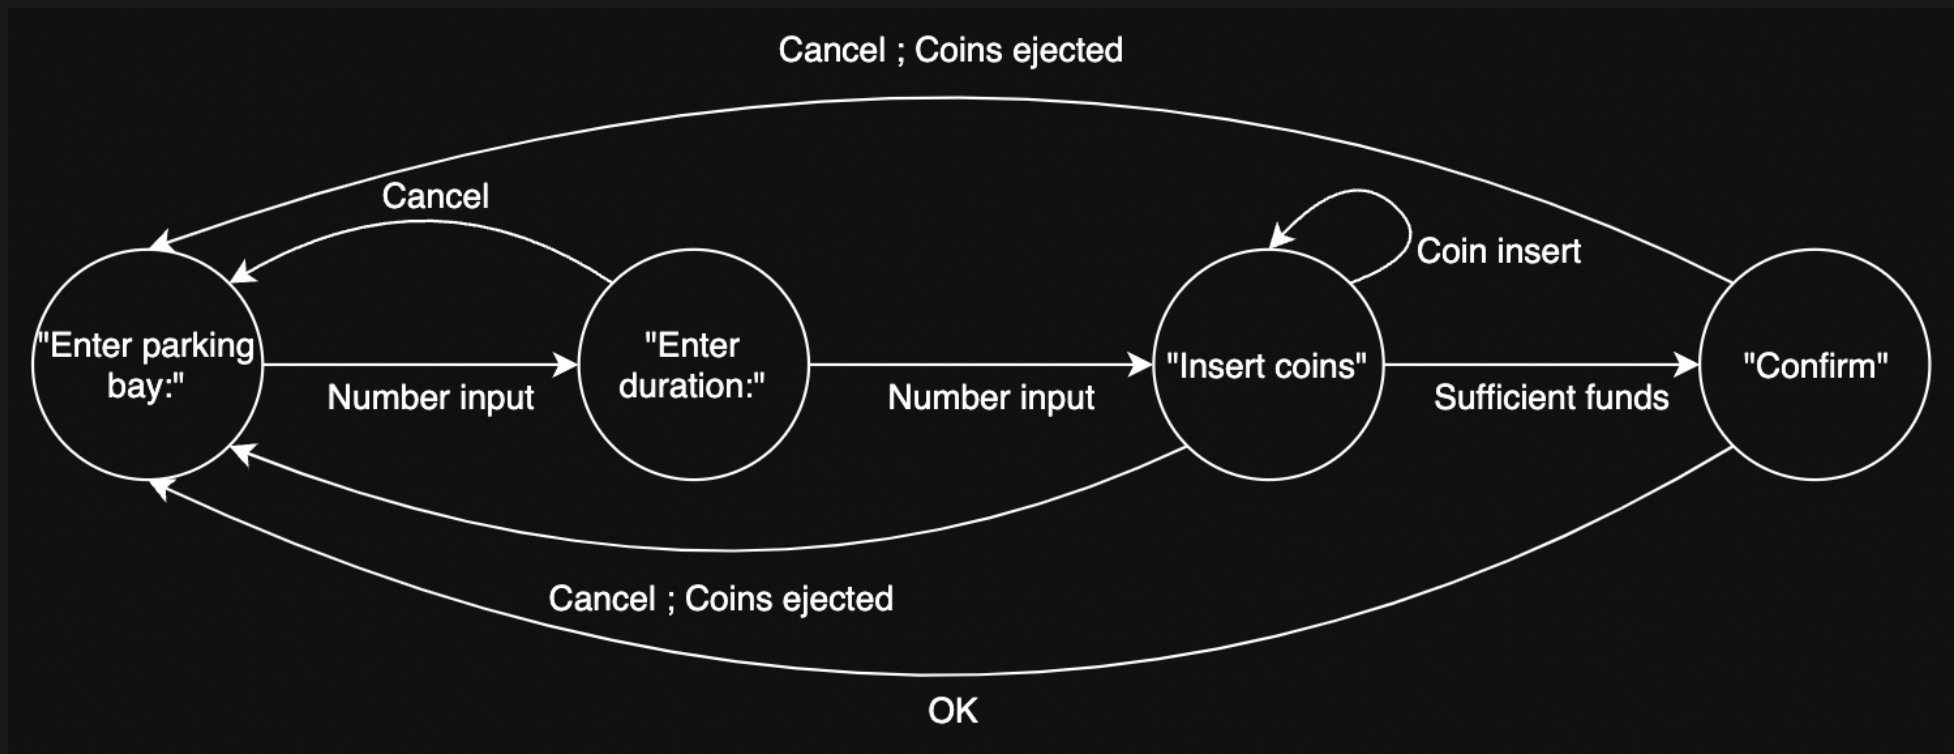 Cancel ; Coins ejected
Cancel
Coin insert
"Enter parking
bay:"
Number input
"Enter
duration:"
Number input
"Insert coins"
Sufficient funds
"Confirm"
Cancel ; Coins ejected
OK